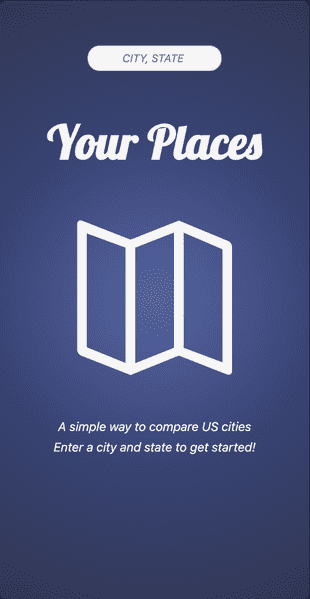 CITY, STATE
Your Places
A simple way to compare US cities
Enter a city and state to get started!